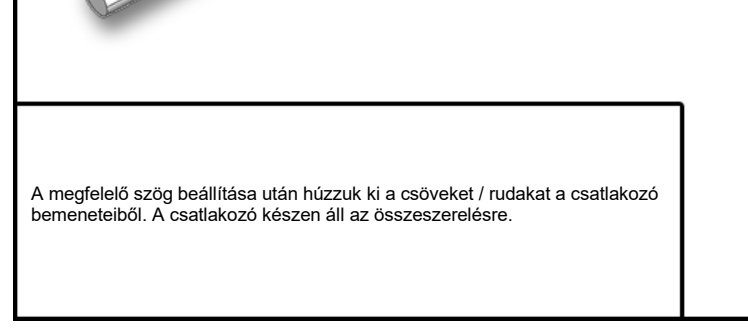 A megfelelő szög beállítása után húzzuk ki a csöveket / rudakat a csatlakozó
bemeneteiből. A csatlakozó készen áll az összeszerelésre.